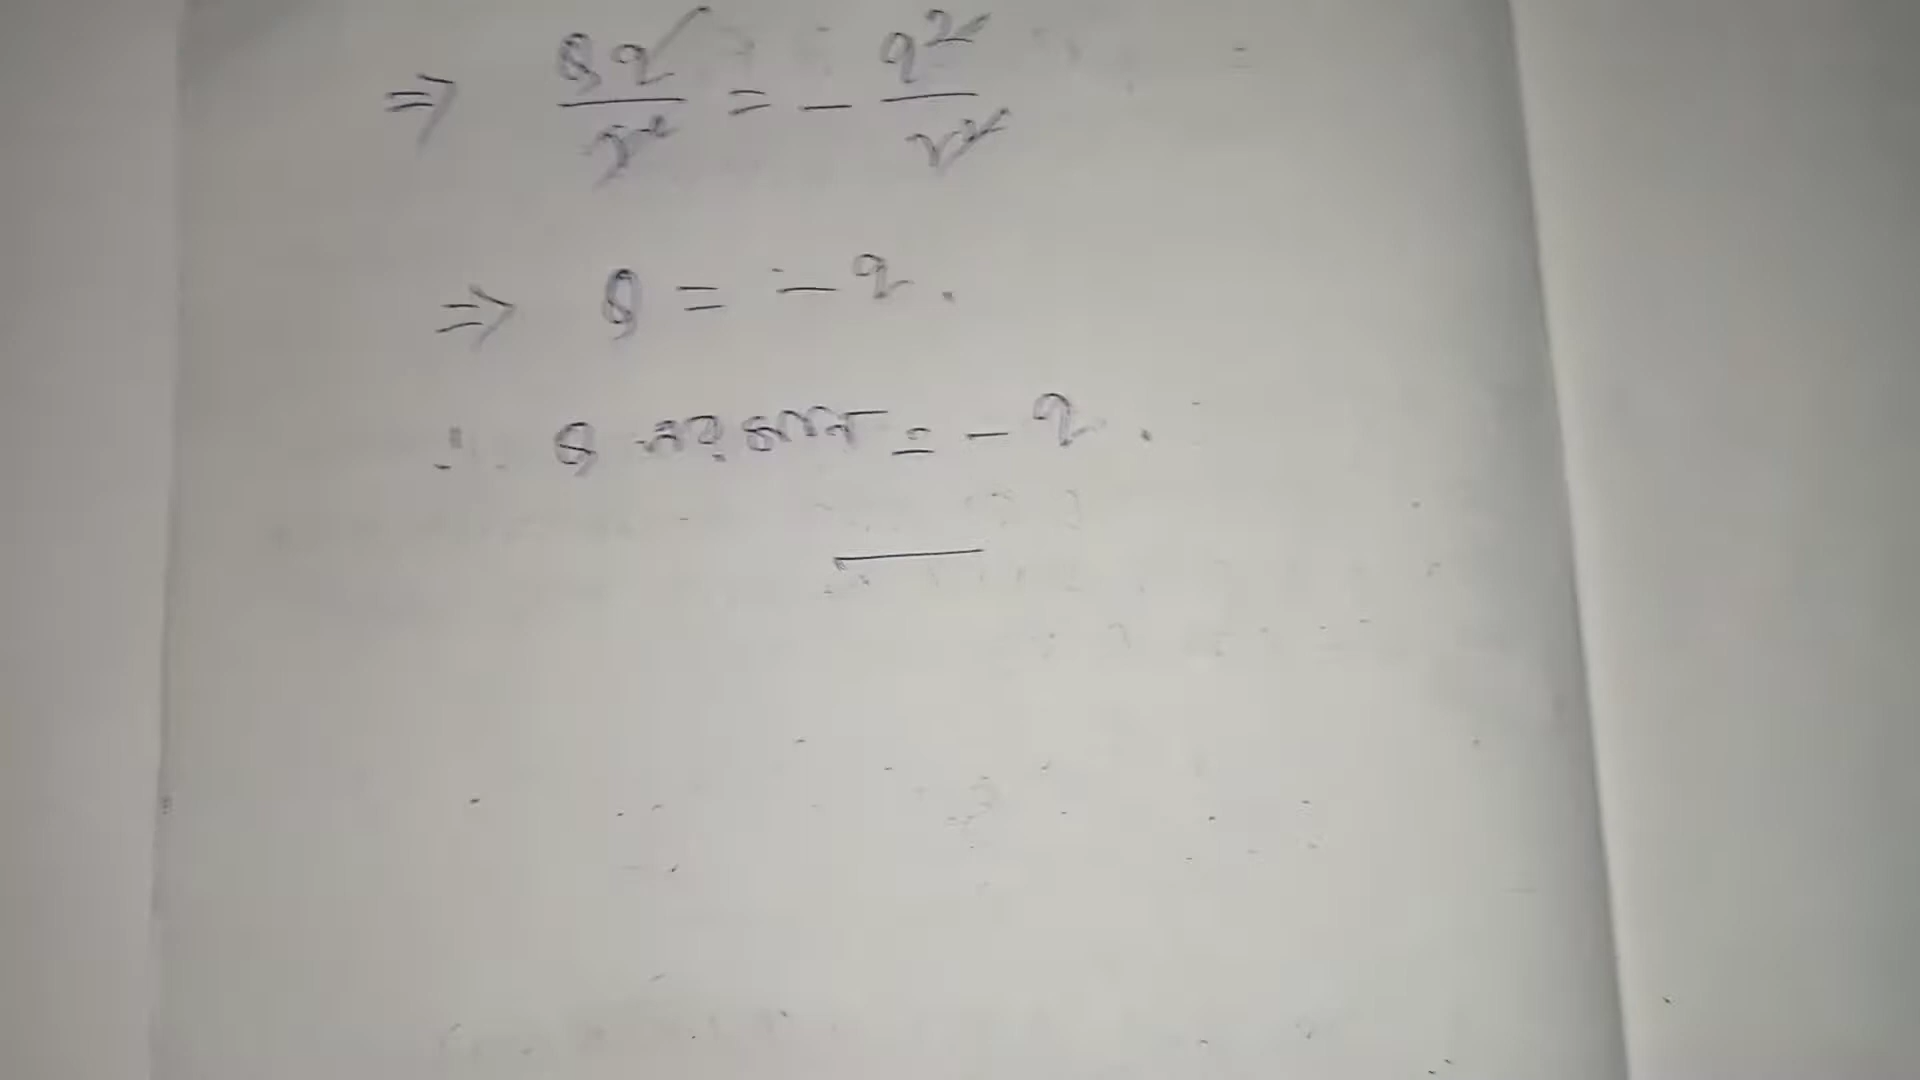 ⇒ Qq/r² = - q²/r²
⇒ Q = - q.
∴ Q এর মান = - q.